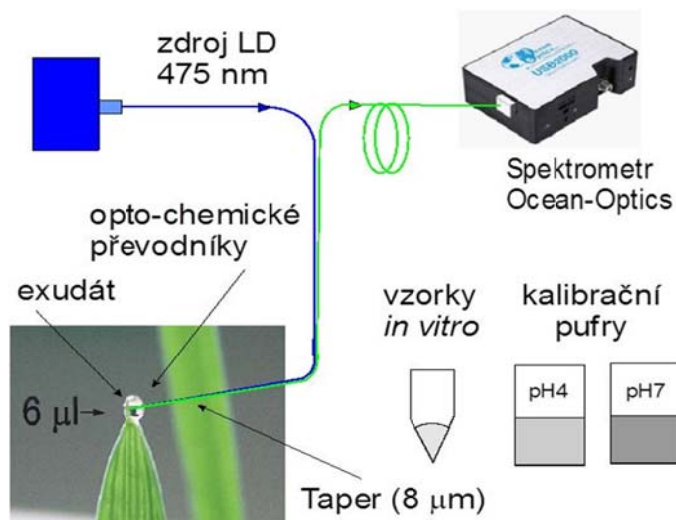 zdroj LD
475 nm
Spektrometr
Ocean-Optics
opto-chemické
převodníky
exudát
6 µl
vzorky
in vitro
kalibrační
pufry
pH4
pH7
Taper (8 µm)
USB2000